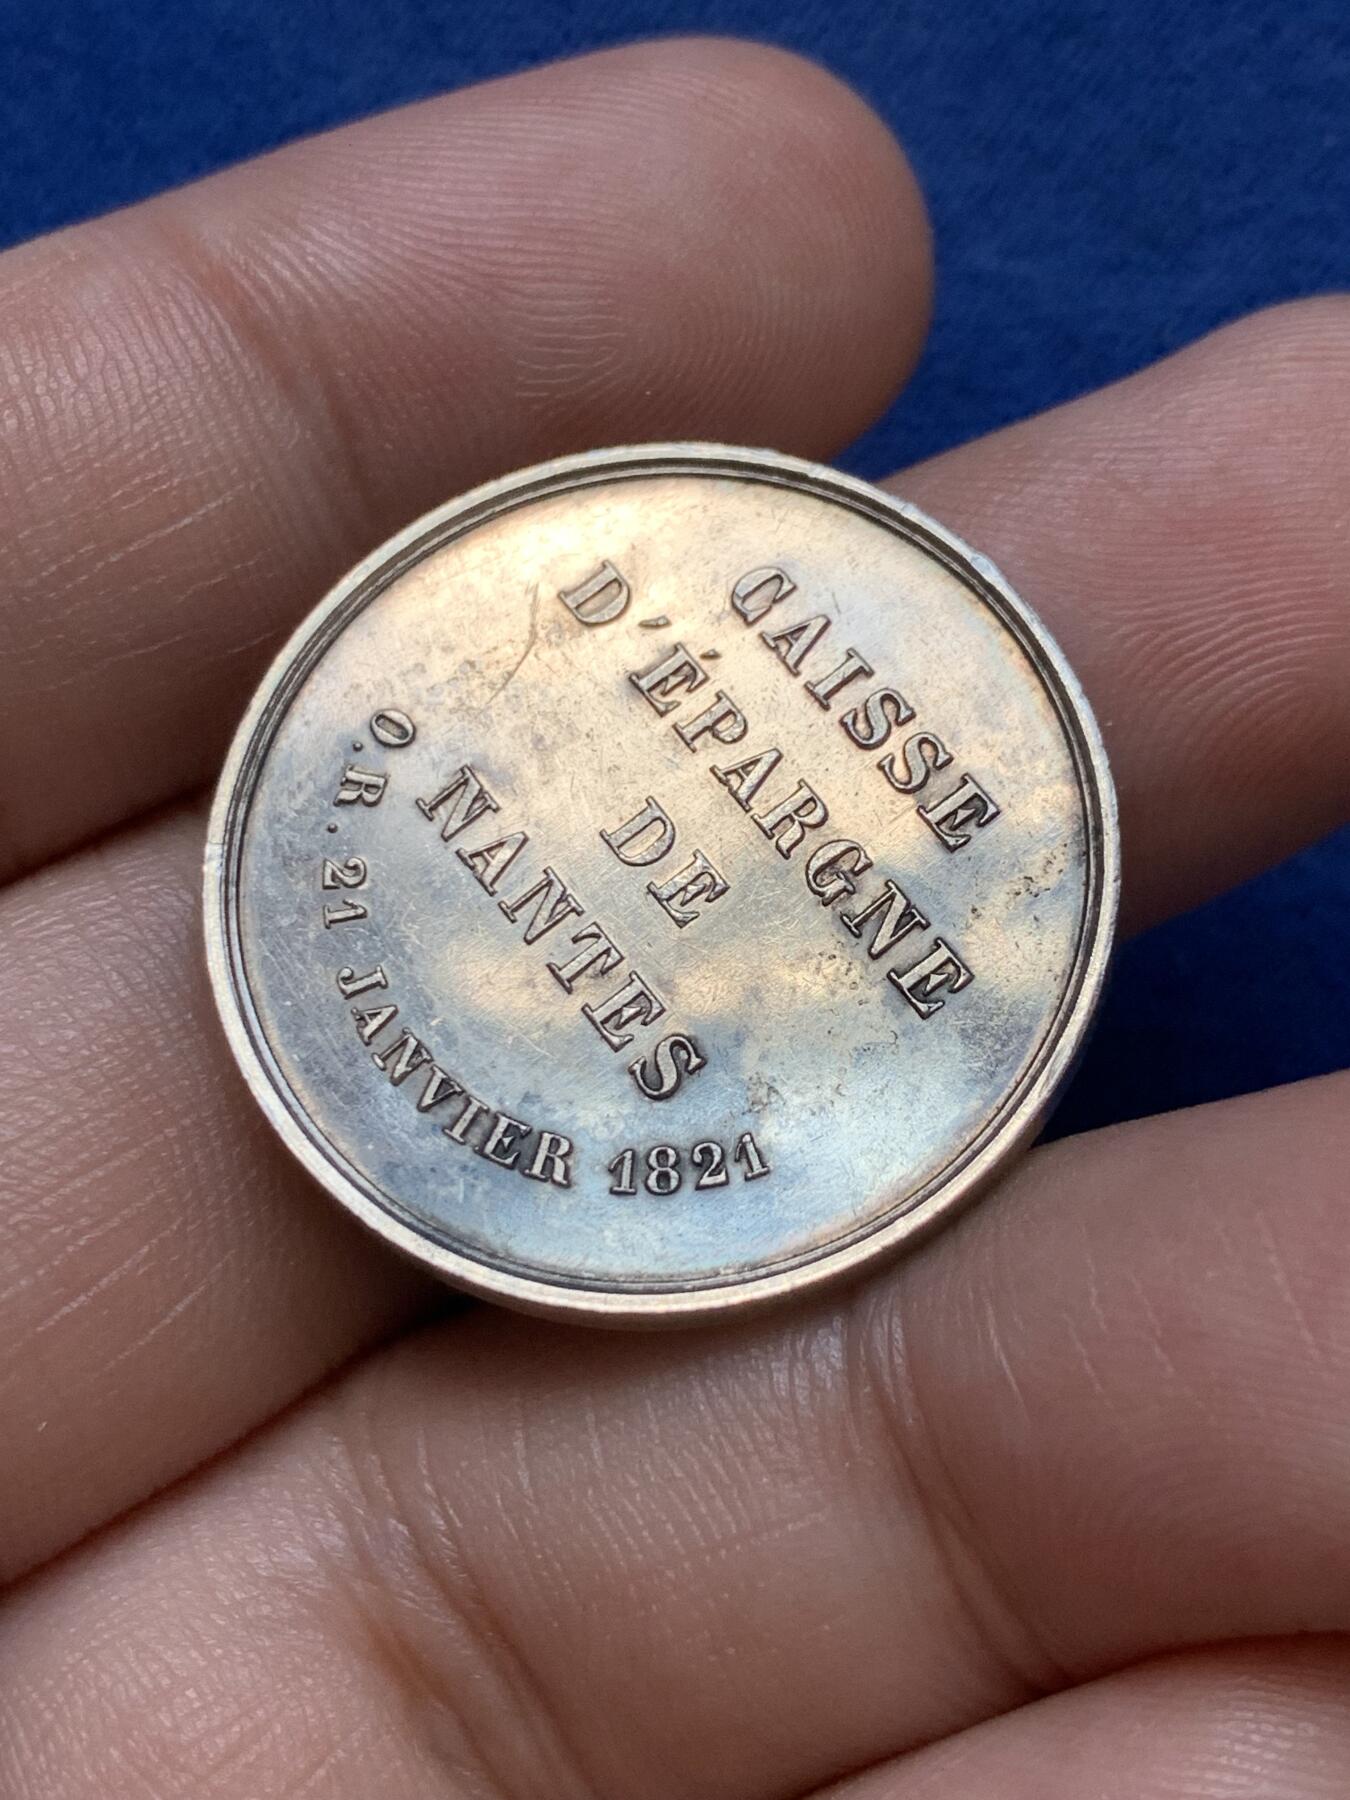 CAISSE
D'ÉPARGNE
DE
NANTES
O.R. 21 JANVIER 1821